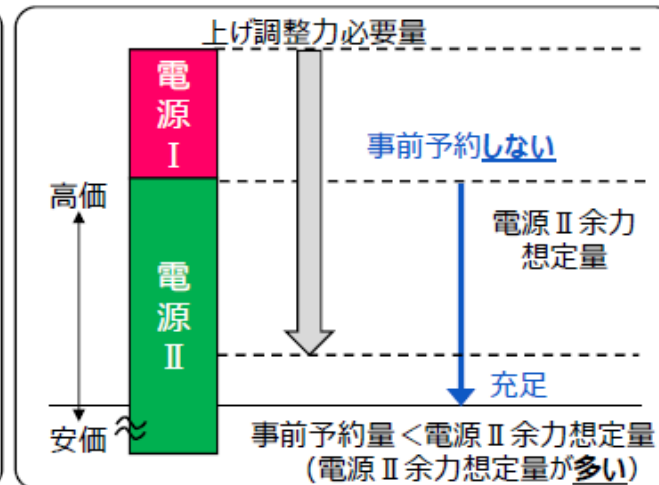 上げ調整力必要量
電源Ⅰ
事前予約しない
高価
電源Ⅱ余力
想定量
電源Ⅱ
充足
安価
事前予約量＜電源Ⅱ余力想定量
(電源Ⅱ余力想定量が多い)